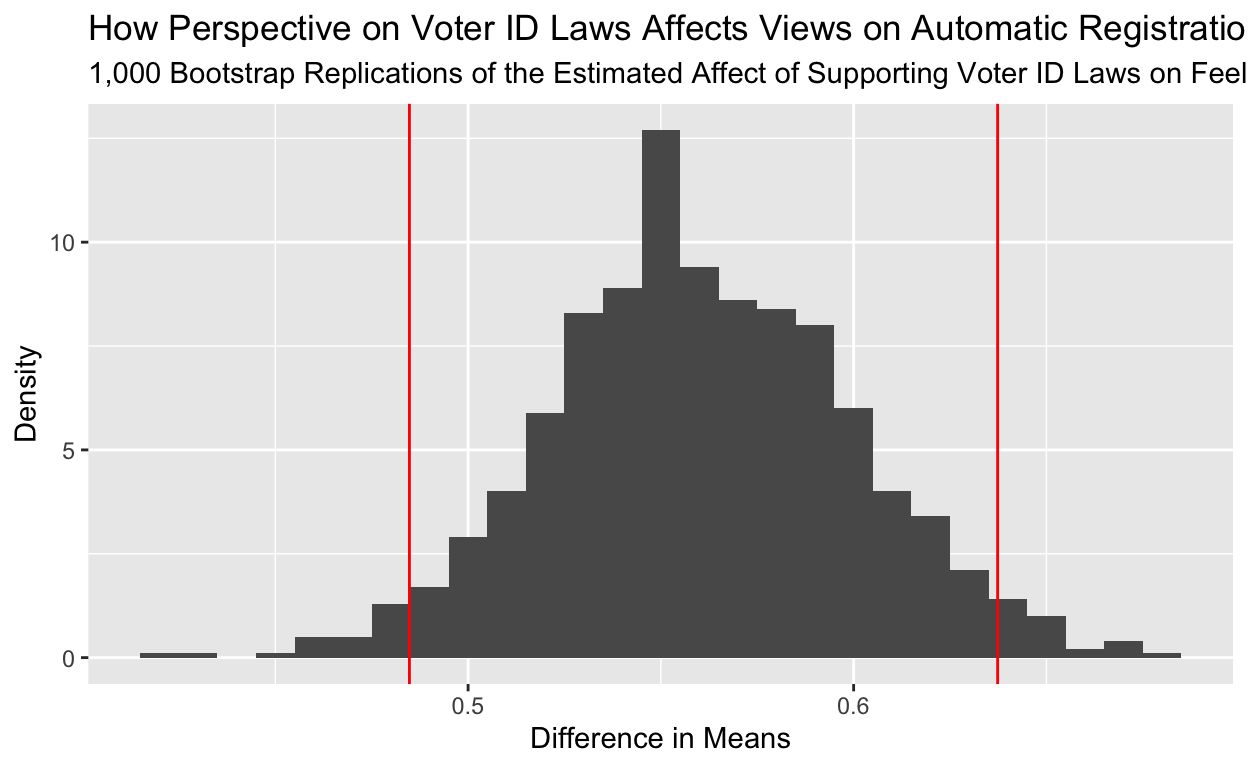 How Perspective on Voter ID Laws Affects Views on Automatic Registratio
1,000 Bootstrap Replications of the Estimated Affect of Supporting Voter ID Laws on Feel
Density
10
5
0
0.5 0.6
Difference in Means